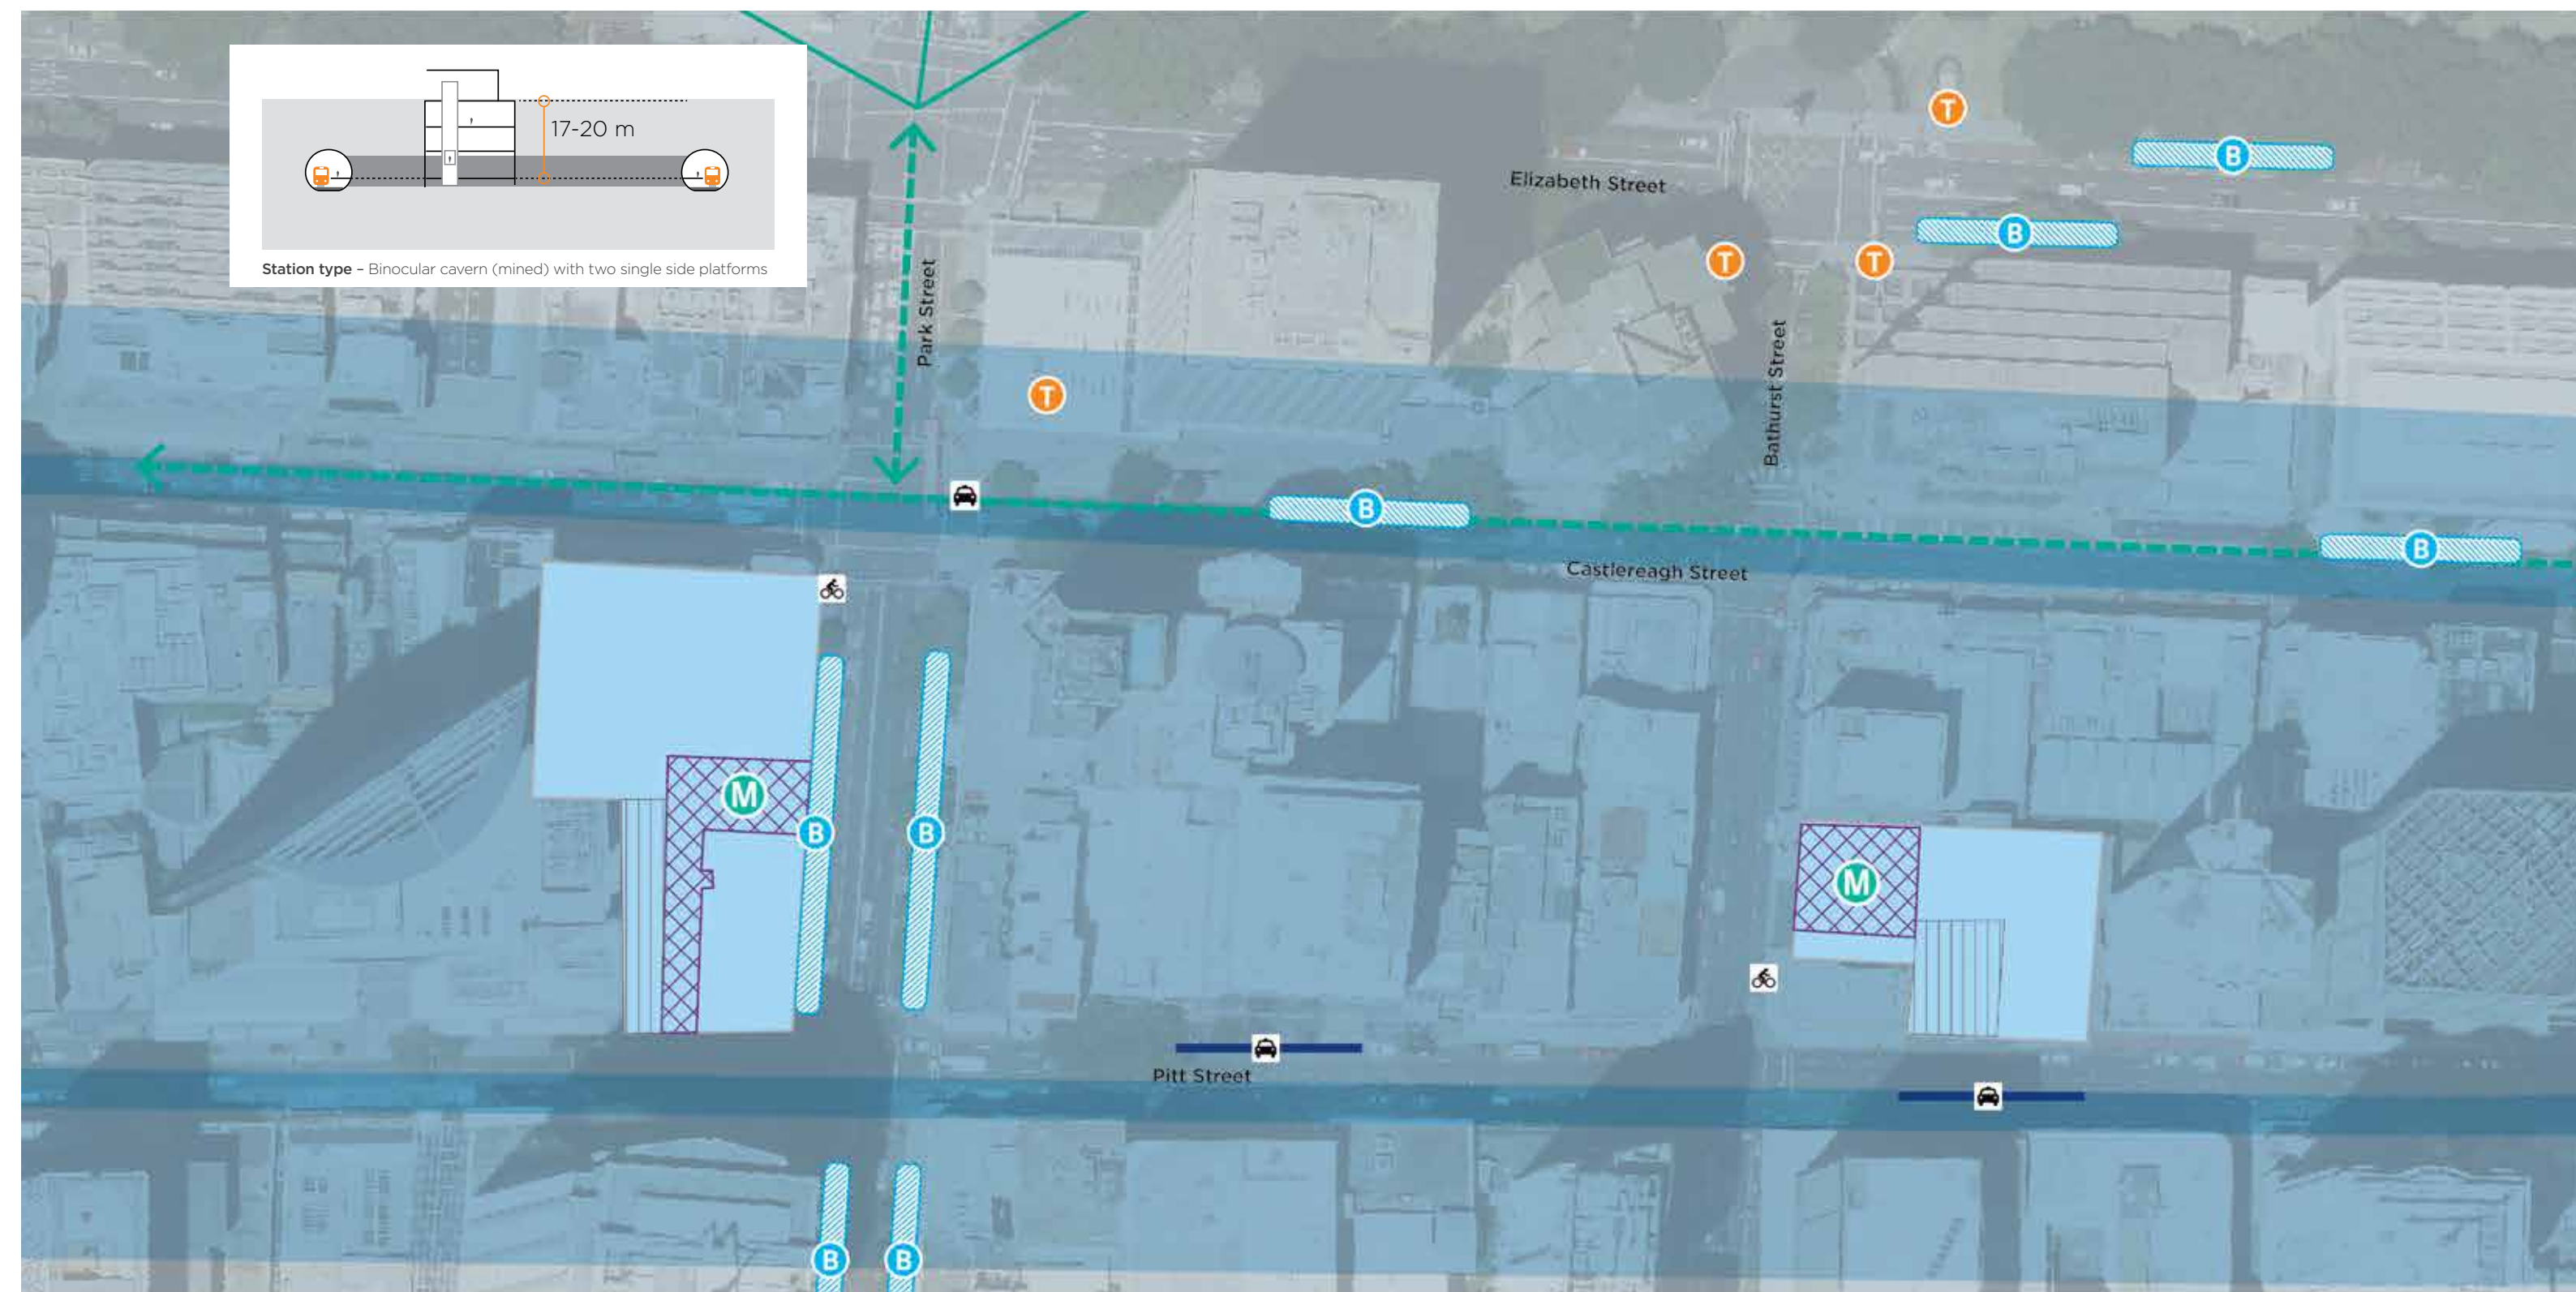 17-20 m
Station type – Binocular cavern (mined) with two single side platforms
T
B
Elizabeth Street
B
T
T
Park Street
Bathurst Street
T
B
B
Castlereagh Street
M
B
B
M
Pitt Street
B
B